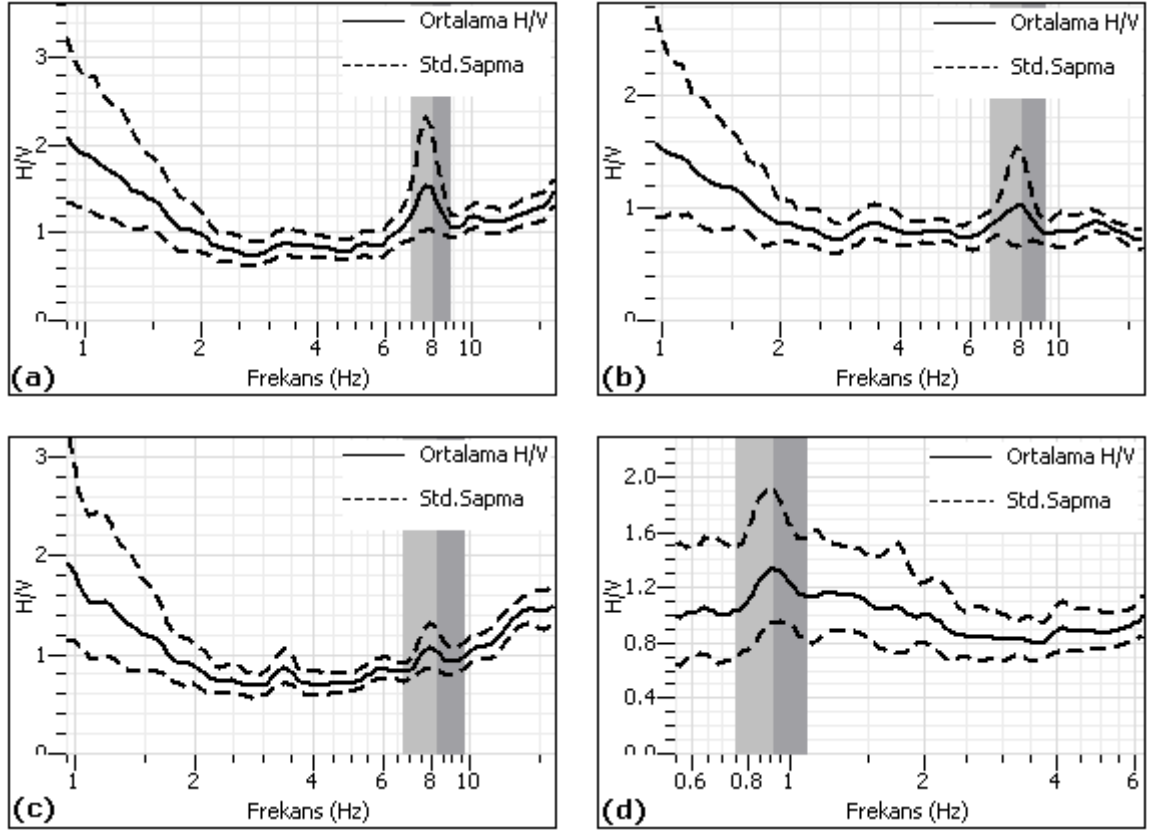 Ortalama H/V
Std.Sapma
3
2
1
0
H/V
1 2 4 6 8 10
Frekans (Hz)
(a)
Ortalama H/V
Std.Sapma
2
1
0
H/V
1 2 4 6 8 10
Frekans (Hz)
(b)
Ortalama H/V
Std.Sapma
3
2
1
0
H/V
1 2 4 6 8 10
Frekans (Hz)
(c)
Ortalama H/V
Std.Sapma
2.0
1.6
1.2
0.8
0.4
0.0
H/V
0.6 0.8 1 2 4 6
Frekans (Hz)
(d)